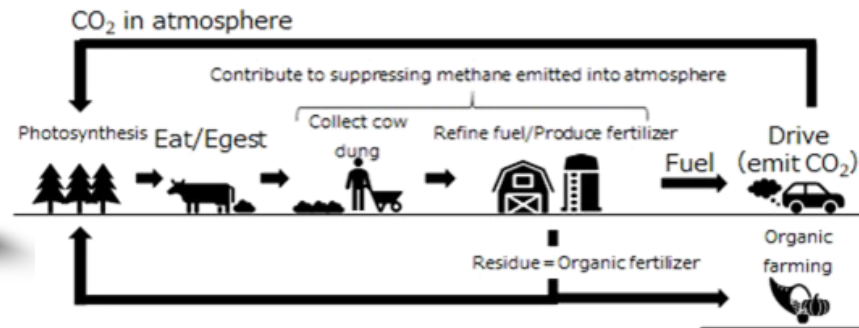 CO₂ in atmosphere
Contribute to suppressing methane emitted into atmosphere
Photosynthesis
Eat/Egest
Collect cow
dung
Refine fuel/Produce fertilizer
Fuel
Drive
(emit CO₂)
Residue=Organic fertilizer
Organic
farming